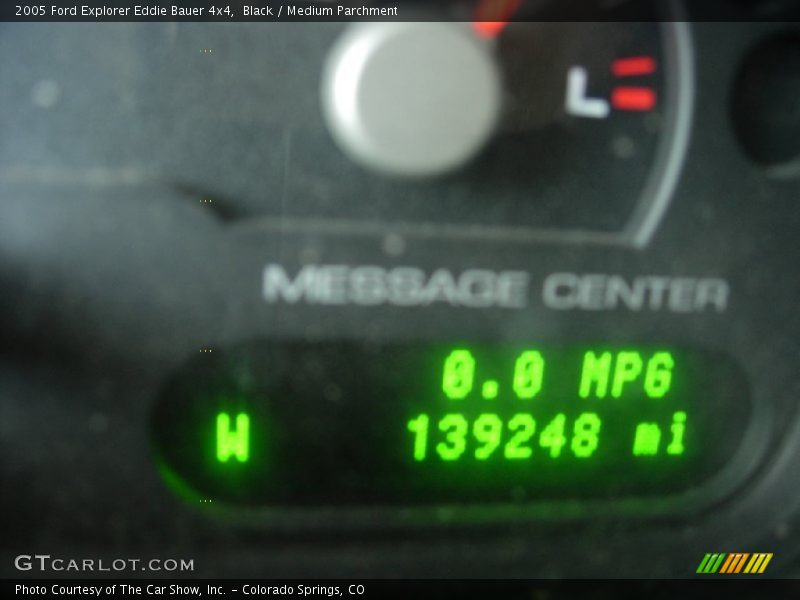 2005 Ford Explorer Eddie Bauer 4x4,  Black / Medium Parchment
L
MESSAGE CENTER
0.0 MPG
W 139248 mi
GTCARLOT.COM
Photo Courtesy of The Car Show, Inc. - Colorado Springs, CO